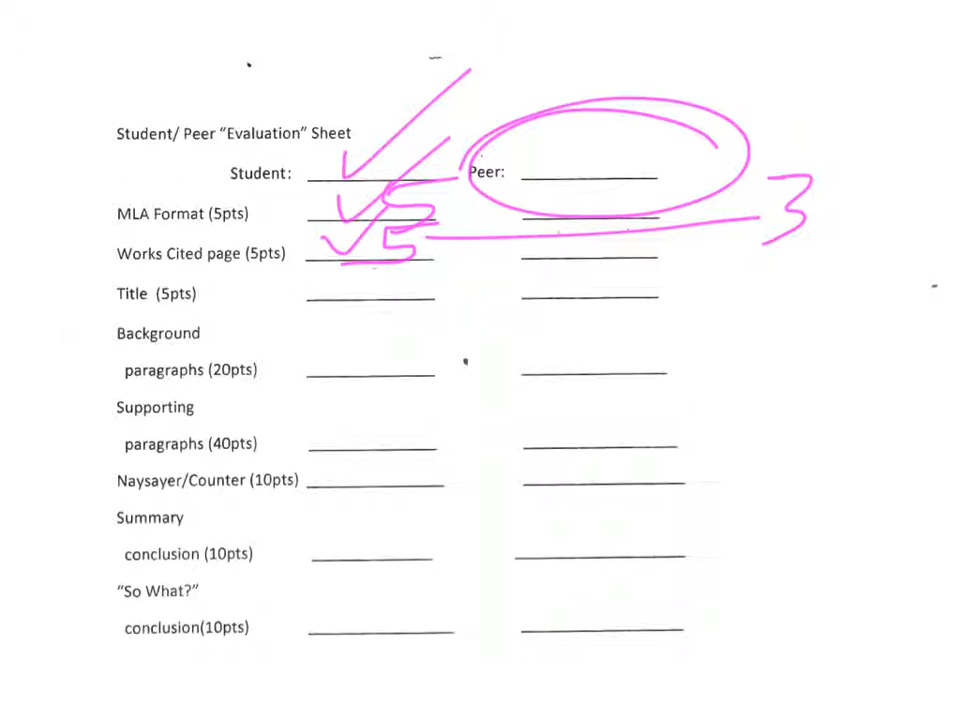 Student/ Peer "Evaluation" Sheet
Student: Peer:
MLA Format (5pts) 5
Works Cited page (5pts) 5 3
Title (5pts)
Background
paragraphs (20pts)
Supporting
paragraphs (40pts)
Naysayer/Counter (10pts)
Summary
conclusion (10pts)
"So What?"
conclusion(10pts)